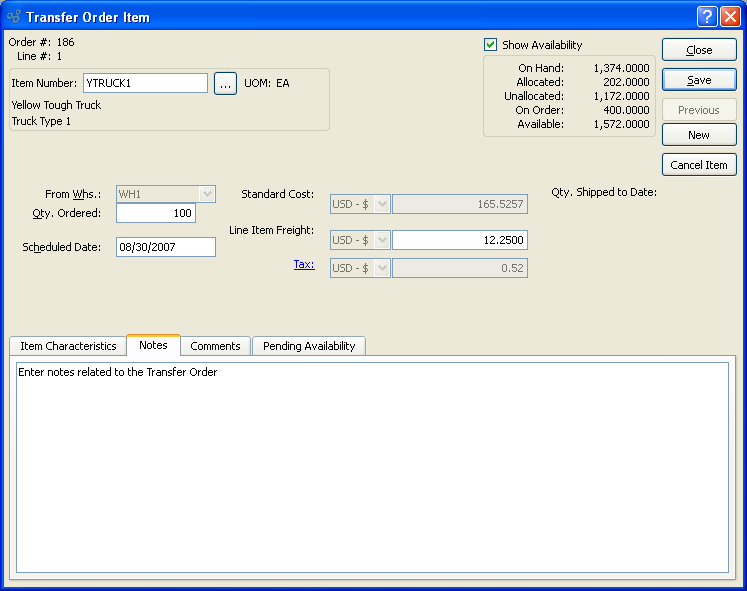 Transfer Order Item
?
Order #: 186
Line #: 1
Item Number: YTRUCK1 ... UOM: EA
Yellow Tough Truck
Truck Type 1
Show Availability
On Hand: 1,374.0000
Allocated: 202.0000
Unallocated: 1,172.0000
On Order: 400.0000
Available: 1,572.0000
Close
Save
Previous
New
Cancel Item
From Whs.: WH1
Qty. Ordered: 100
Scheduled Date: 08/30/2007
Standard Cost: USD - $ 165.5257
Line Item Freight: USD - $ 12.2500
Tax: USD - $ 0.52
Qty. Shipped to Date:
Item Characteristics Notes Comments Pending Availability
Enter notes related to the Transfer Order